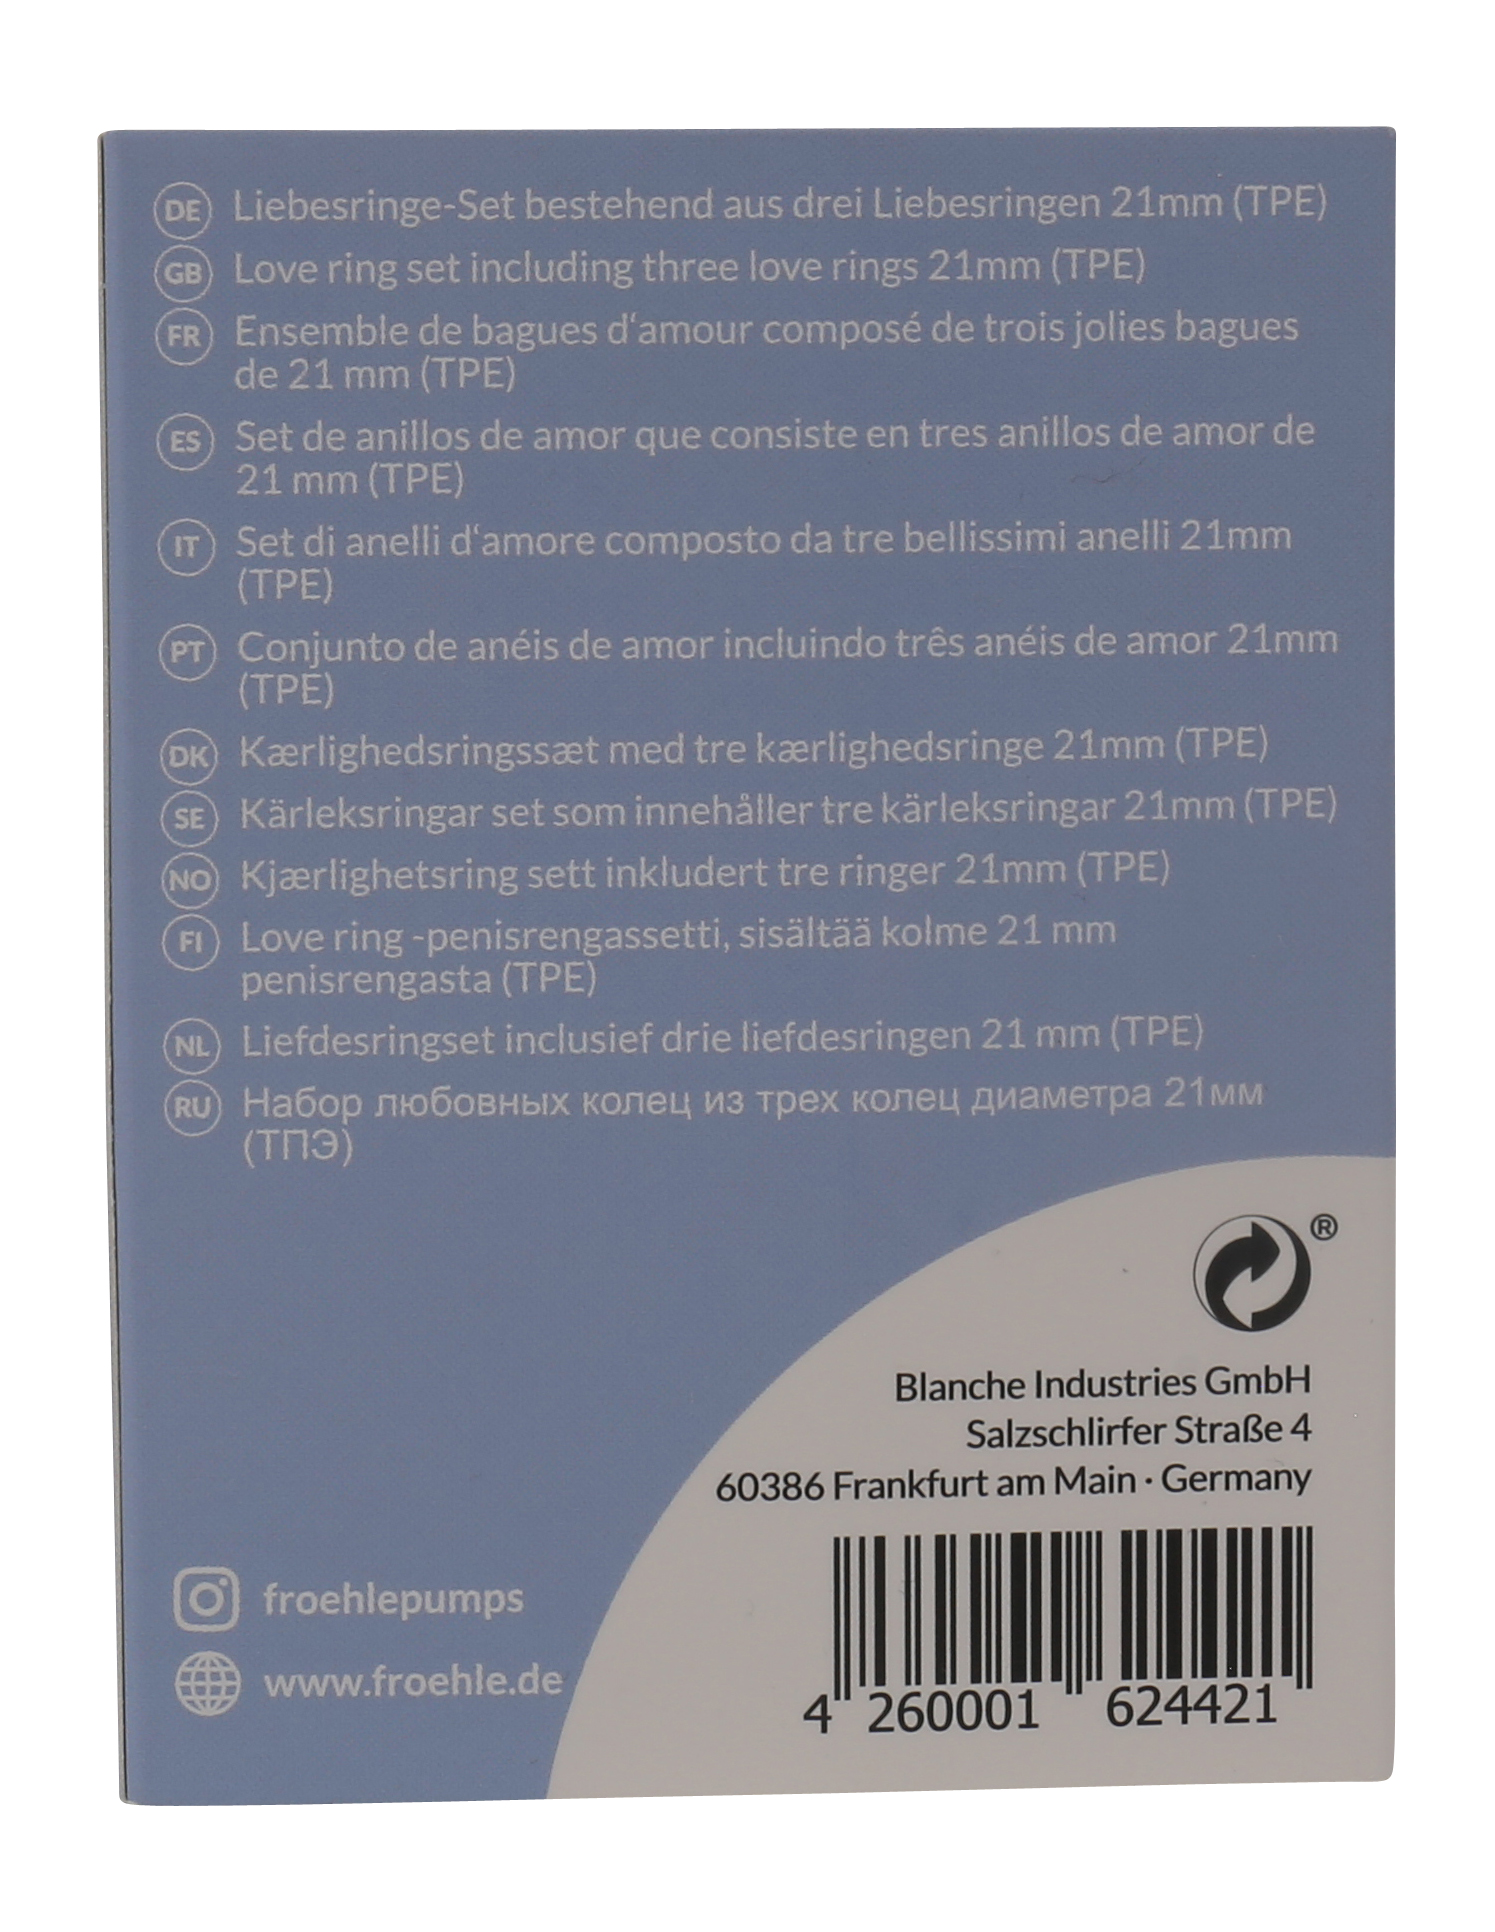 DE Liebesringe-Set bestehend aus drei Liebesringen 21mm (TPE)
GB Love ring set including three love rings 21mm (TPE)
FR Ensemble de bagues d‘amour composé de trois jolies bagues
de 21 mm (TPE)
ES Set de anillos de amor que consiste en tres anillos de amor de
21 mm (TPE)
IT Set di anelli d‘amore composto da tre bellissimi anelli 21mm
(TPE)
PT Conjunto de anéis de amor incluindo três anéis de amor 21mm
(TPE)
DK Kærlighedsringssæt med tre kærlighedsringe 21mm (TPE)
SE Kärleksringar set som innehåller tre kärleksringar 21mm (TPE)
NO Kjærlighetsring sett inkludert tre ringer 21mm (TPE)
FI Love ring -penisrengassetti, sisältää kolme 21 mm
penisrengasta (TPE)
NL Liefdesringset inclusief drie liefdesringen 21 mm (TPE)
RU Набор любовных колец из трех колец диаметра 21мм
(ТПЭ)
®
Blanche Industries GmbH
Salzschlirfer Straße 4
60386 Frankfurt am Main · Germany
froehlepumps
www.froehle.de
4 260001 624421